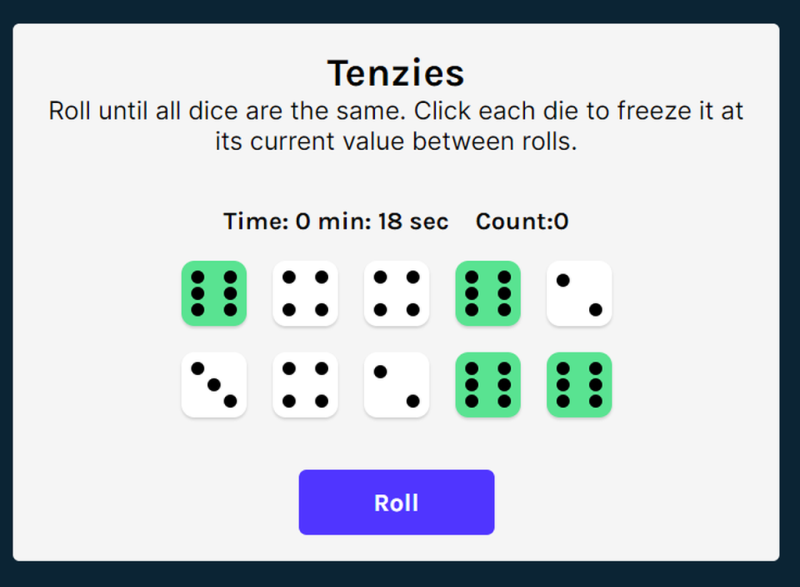 Tenzies
Roll until all dice are the same. Click each die to freeze it at
its current value between rolls.
Time: 0 min: 18 sec Count:0
Roll